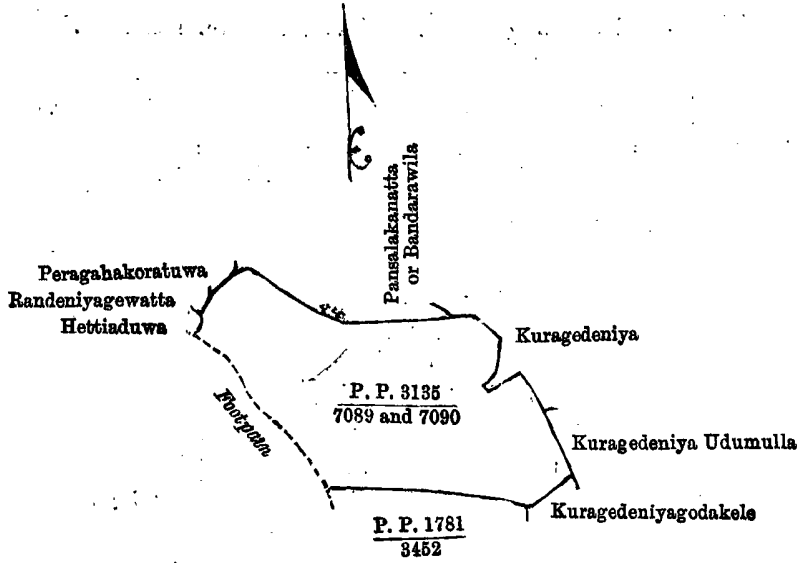 Pansalakanatta
or Bandarawila
Peragahakoratuwa
Randeniyagewatta
Hettiaduwa
Kuragedeniya
P. P. 3135
7089 and 7090
Footpath
Kuragedeniya Udumulla
Kuragedeniyagodakele
P. P. 1781
3452